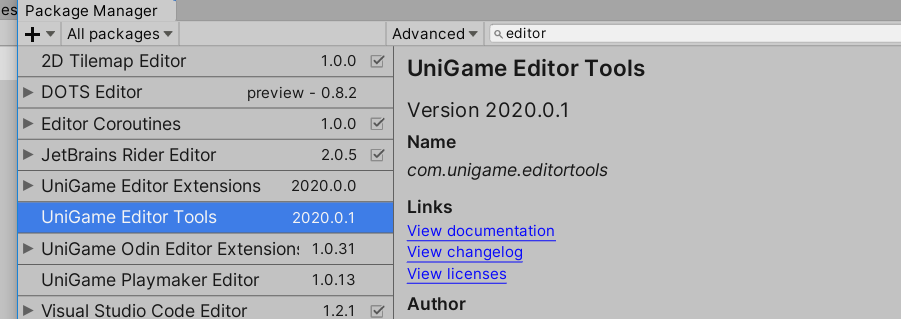 es
Package Manager
All packages
Advanced
editor
2D Tilemap Editor 1.0.0
DOTS Editor preview - 0.8.2
Editor Coroutines 1.0.0
JetBrains Rider Editor 2.0.5
UniGame Editor Extensions 2020.0.0
UniGame Editor Tools 2020.0.1
UniGame Odin Editor Extensions 1.0.31
UniGame Playmaker Editor 1.0.13
Visual Studio Code Editor 1.2.1
UniGame Editor Tools
Version 2020.0.1
Name
com.unigame.editortools
Links
View documentation
View changelog
View licenses
Author